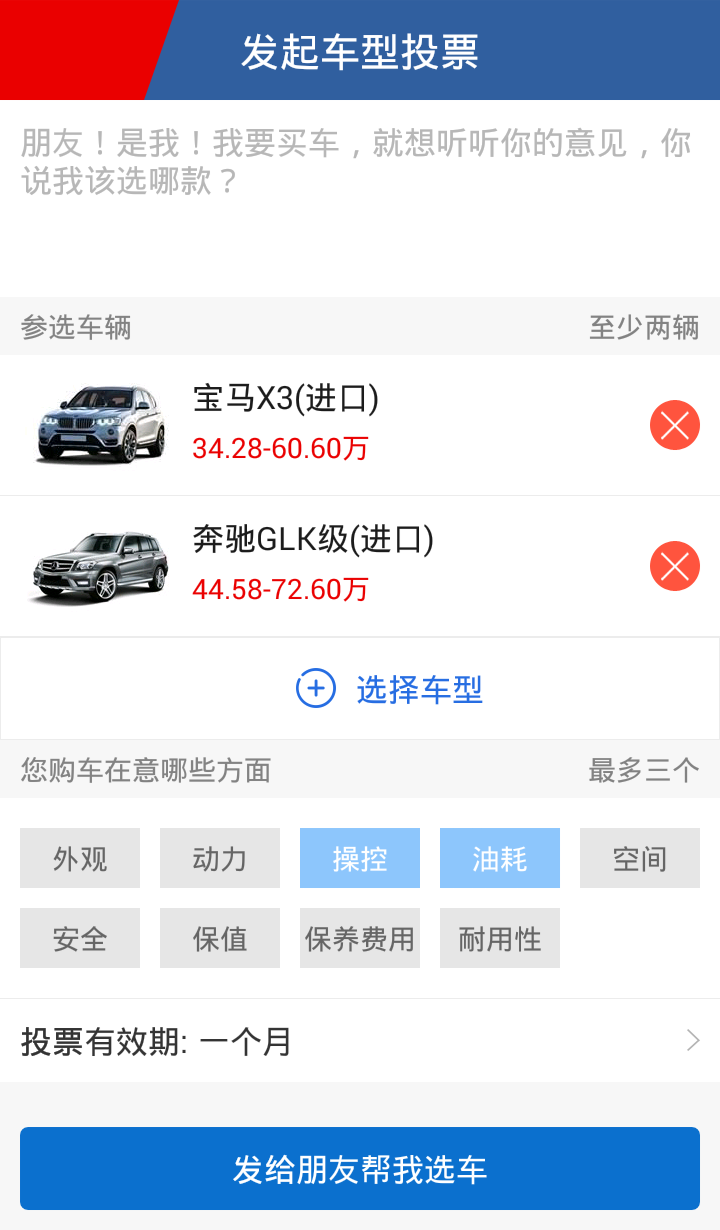 发起车型投票
朋友！是我！我要买车，就想听听你的意见，你
说我该选哪款？
参选车辆 至少两辆
宝马X3(进口)
34.28-60.60万
奔驰GLK级(进口)
44.58-72.60万
选择车型
您购车在意哪些方面 最多三个
外观 动力 操控 油耗 空间
安全 保值 保养费用 耐用性
投票有效期: 一个月
发给朋友帮我选车